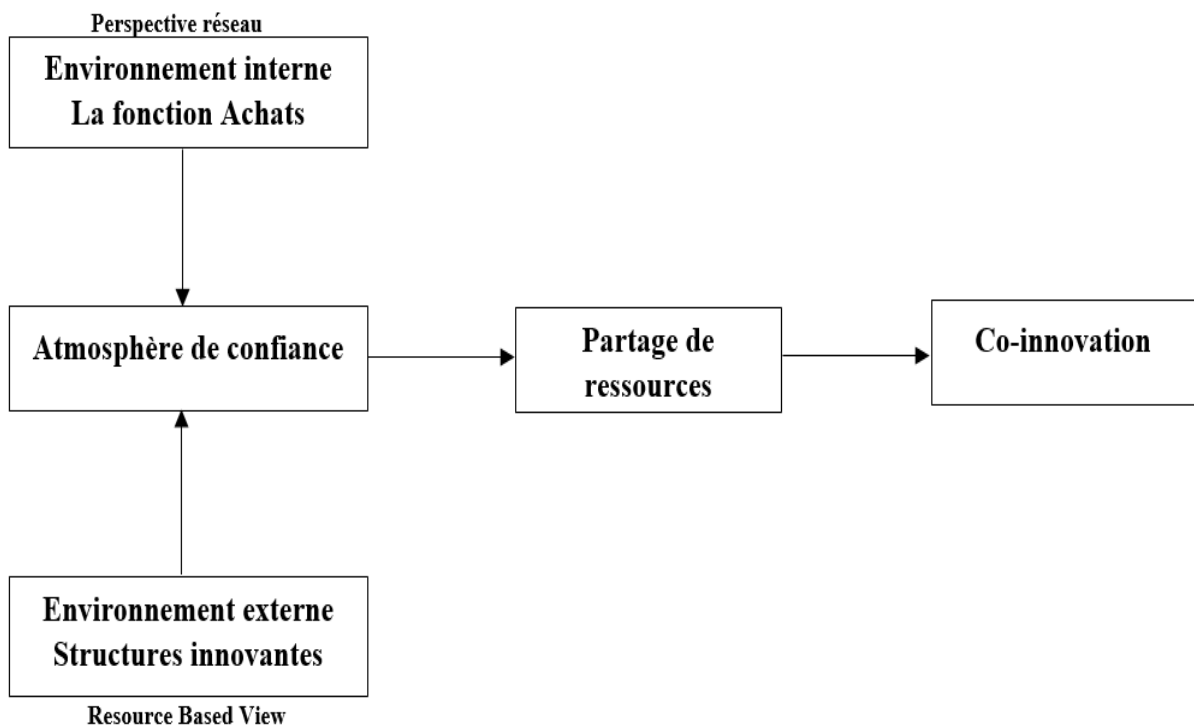 Perspective réseau
Environnement interne
La fonction Achats
Atmosphère de confiance
Partage de
ressources
Co-innovation
Environnement externe
Structures innovantes
Resource Based View